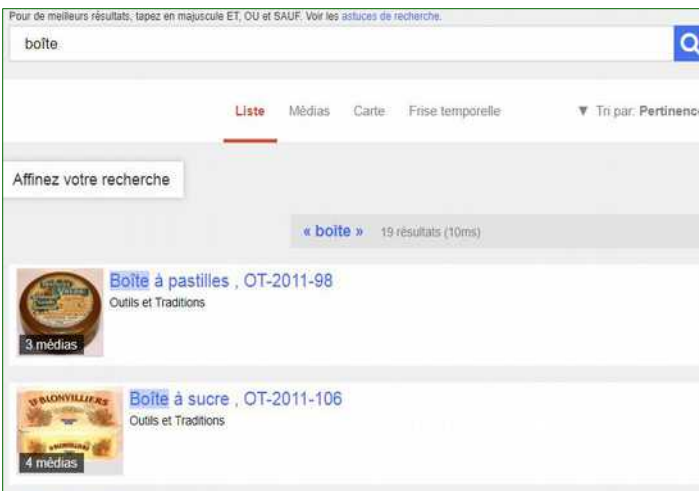 Pour de meilleurs résultats, tapez en majuscule ET, OU et SAUF. Voir les astuces de recherche.
boîte
Liste Médias Carte Frise temporelle ▼ Tri par: Pertinence
Affinez votre recherche
« boîte » 19 résultats (10ms)
Boîte à pastilles , OT-2011-98
Outils et Traditions
3 médias
Boîte à sucre , OT-2011-106
Outils et Traditions
BLONVILLIERS
4 médias